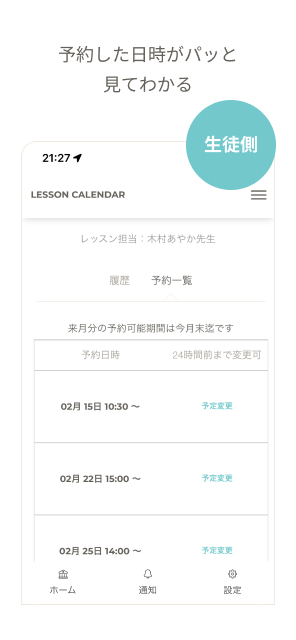 予約した日時がパッと
見てわかる
生徒側
21:27
LESSON CALENDAR
レッスン担当：木村あやか先生
履歴 予約一覧
来月分の予約可能期間は今月末迄です
予約日時 24時間前まで変更可
02月 15日 10:30 〜 予定変更
02月 22日 15:00 〜 予定変更
02月 25日 14:00 〜 予定変更
ホーム 通知 設定